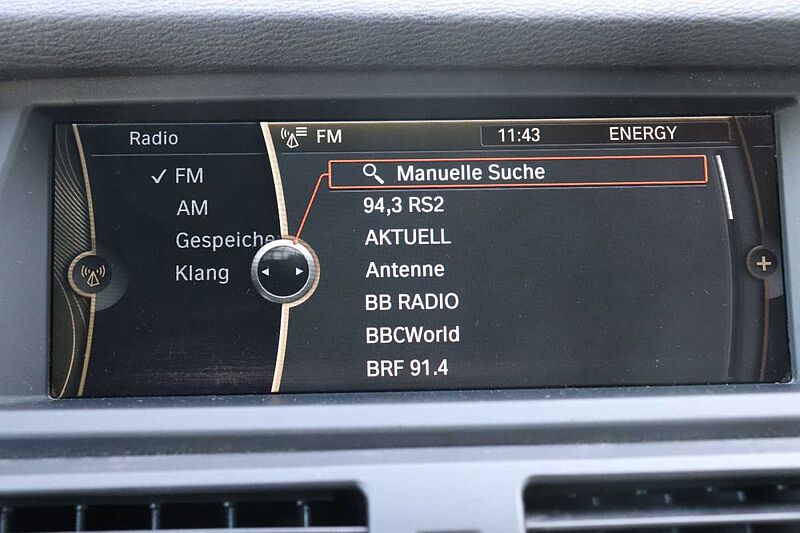 Radio
FM 11:43 ENERGY
FM
AM
Gespeiche
Klang
Manuelle Suche
94,3 RS2
AKTUELL
Antenne
BB RADIO
BBCWorld
BRF 91.4